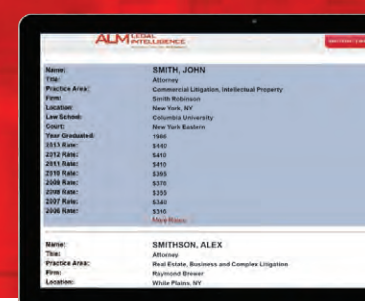 ALM LEGAL INTELLIGENCE
Name: SMITH, JOHN
Title: Attorney
Practice Area: Commercial Litigation, Intellectual Property
Firm: Smith Robinson
Location: New York, NY
Law School: Columbia University
Court: New York Eastern
Year Graduated: 1986
2013 Rate: $440
2012 Rate: $410
2011 Rate: $410
2010 Rate: $395
2009 Rate: $370
2008 Rate: $350
2007 Rate: $340
2006 Rate: $310
More Rates
Name: SMITHSON, ALEX
Title: Attorney
Practice Area: Real Estate, Business and Complex Litigation
Firm: Raymond Brewer
Location: White Plains, NY